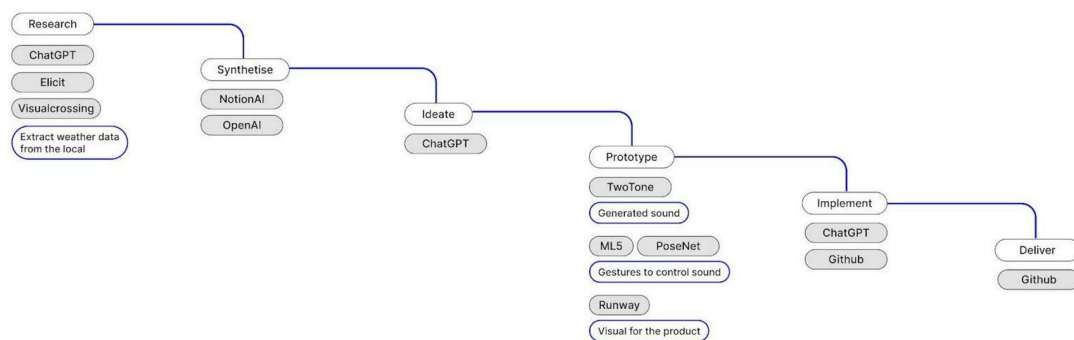 Research
ChatGPT
Elicit
Visualcrossing
Extract weather data
from the local
Synthetise
NotionAI
OpenAI
Ideate
ChatGPT
Prototype
TwoTone
Generated sound
ML5 PoseNet
Gestures to control sound
Runway
Visual for the product
Implement
ChatGPT
Github
Deliver
Github